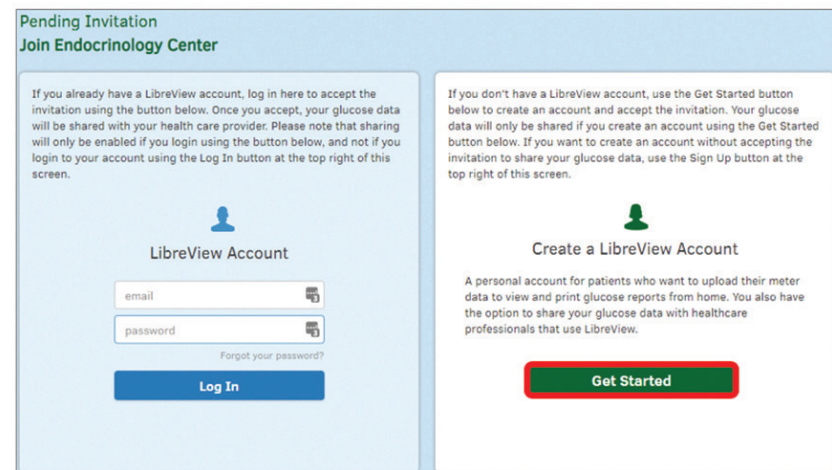 Pending Invitation
Join Endocrinology Center
If you already have a LibreView account, log in here to accept the
invitation using the button below. Once you accept, your glucose data
will be shared with your health care provider. Please note that sharing
will only be enabled if you login using the button below, and not if you
login to your account using the Log In button at the top right of this
screen.
LibreView Account
email
password
Forgot your password?
Log In
If you don't have a LibreView account, use the Get Started button
below to create an account and accept the invitation. Your glucose
data will only be shared if you create an account using the Get Started
button below. If you want to create an account without accepting the
invitation to share your glucose data, use the Sign Up button at the
top right of this screen.
Create a LibreView Account
A personal account for patients who want to upload their meter
data to view and print glucose reports from home. You also have
the option to share your glucose data with healthcare
professionals that use LibreView.
Get Started